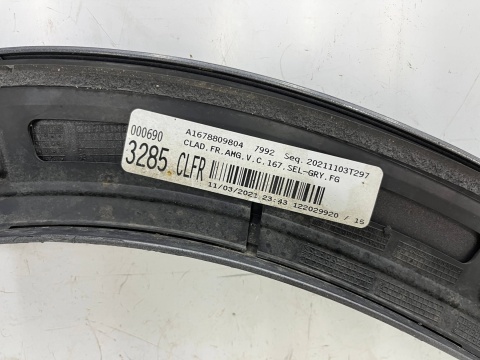 000690 A1678809804 7992 Seq. 20211103T297
CLAD.FR.AMG.V.C.167.SEL-GRY.FG
3285 CLFR
11/03/2021 23:43 122029920 / 15